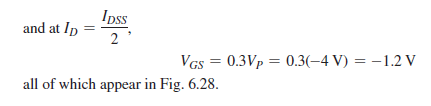 and at I_D = I_DSS / 2,
V_GS = 0.3V_P = 0.3(−4 V) = −1.2 V
all of which appear in Fig. 6.28.